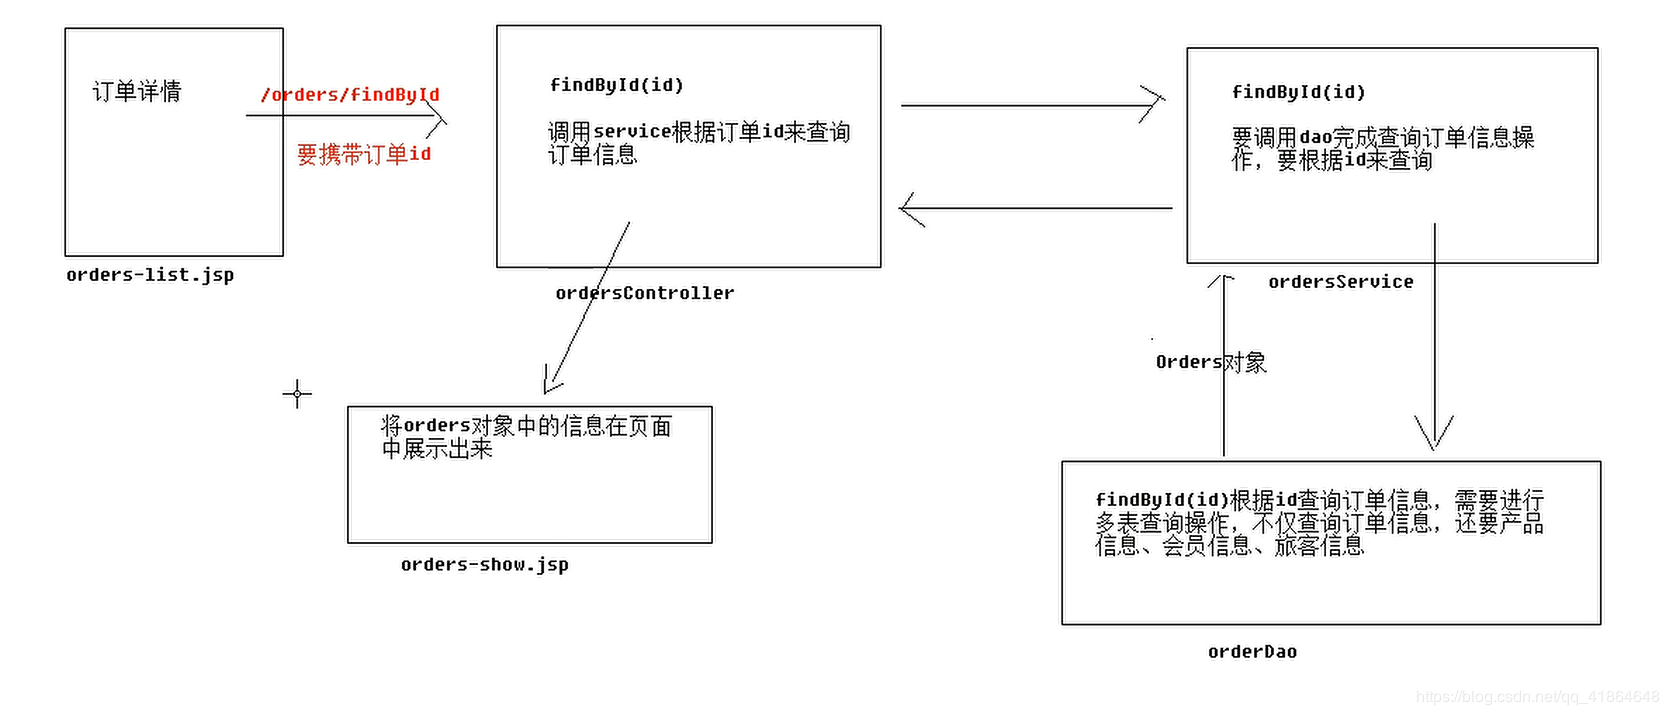 订单详情
/orders/findById
要携带订单id
orders-list.jsp
findById(id)
调用service根据订单id来查询
订单信息
ordersController
findById(id)
要调用dao完成查询订单信息操
作，要根据id来查询
ordersService
Orders对象
将orders对象中的信息在页面
中展示出来
orders-show.jsp
findById(id)根据id查询订单信息，需要进行
多表查询操作，不仅查询订单信息，还要产品
信息、会员信息、旅客信息
orderDao
https://blog.csdn.net/qq_41864648